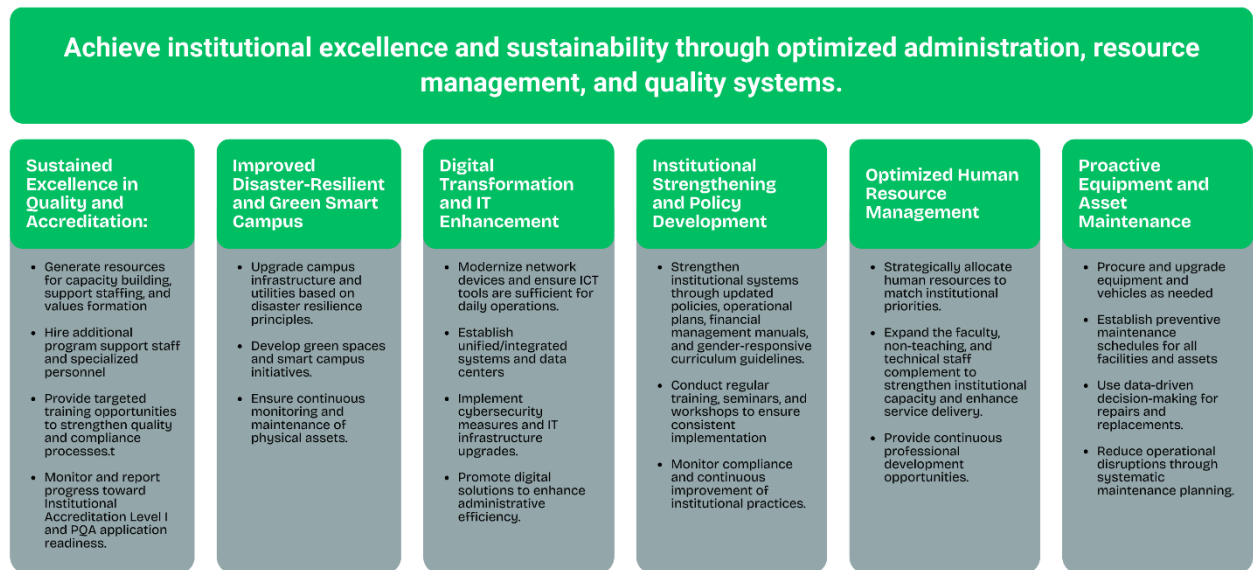 Achieve institutional excellence and sustainability through optimized administration, resource
management, and quality systems.
Sustained
Excellence in
Quality and
Accreditation:
• Generate resources
for capacity building,
support staffing, and
values formation
• Hire additional
program support staff
and specialized
personnel
• Provide targeted
training opportunities
to strengthen quality
and compliance
processes.t
• Monitor and report
progress toward
Institutional
Accreditation Level I
and PQA application
readiness.
Improved
Disaster-Resilient
and Green Smart
Campus
• Upgrade campus
infrastructure and
utilities based on
disaster resilience
principles.
• Develop green spaces
and smart campus
initiatives.
• Ensure continuous
monitoring and
maintenance of
physical assets.
Digital
Transformation
and IT
Enhancement
• Modernize network
devices and ensure ICT
tools are sufficient for
daily operations.
• Establish
unified/integrated
systems and data
centers
• Implement
cybersecurity
measures and IT
infrastructure
upgrades.
• Promote digital
solutions to enhance
administrative
efficiency.
Institutional
Strengthening
and Policy
Development
• Strengthen
institutional systems
through updated
policies, operational
plans, financial
management manuals,
and gender-responsive
curriculum guidelines.
• Conduct regular
training, seminars, and
workshops to ensure
consistent
implementation
• Monitor compliance
and continuous
improvement of
institutional practices.
Optimized Human
Resource
Management
• Strategically allocate
human resources to
match institutional
priorities.
• Expand the faculty,
non-teaching, and
technical staff
complement to
strengthen institutional
capacity and enhance
service delivery.
• Provide continuous
professional
development
opportunities.
Proactive
Equipment and
Asset
Maintenance
• Procure and upgrade
equipment and
vehicles as needed
• Establish preventive
maintenance
schedules for all
facilities and assets
• Use data-driven
decision-making for
repairs and
replacements.
• Reduce operational
disruptions through
systematic
maintenance planning.